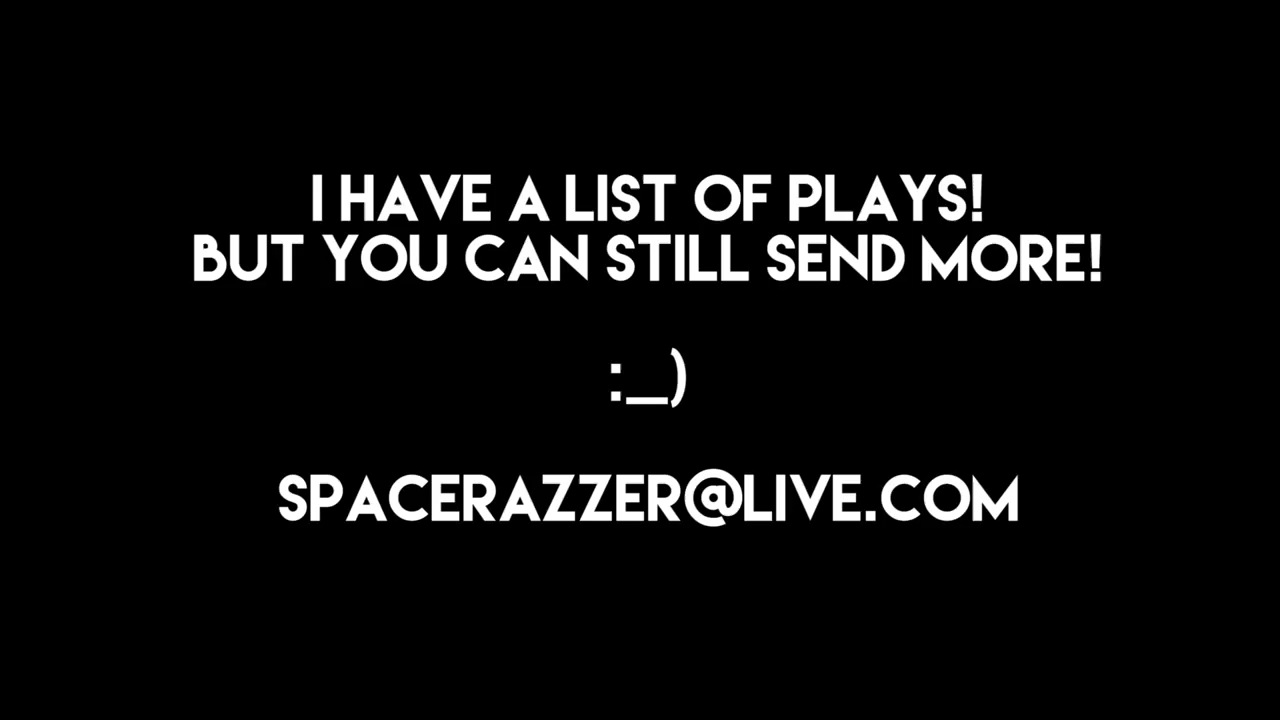 I HAVE A LIST OF PLAYS!
BUT YOU CAN STILL SEND MORE!
:_)
SPACERAZZER@LIVE.COM